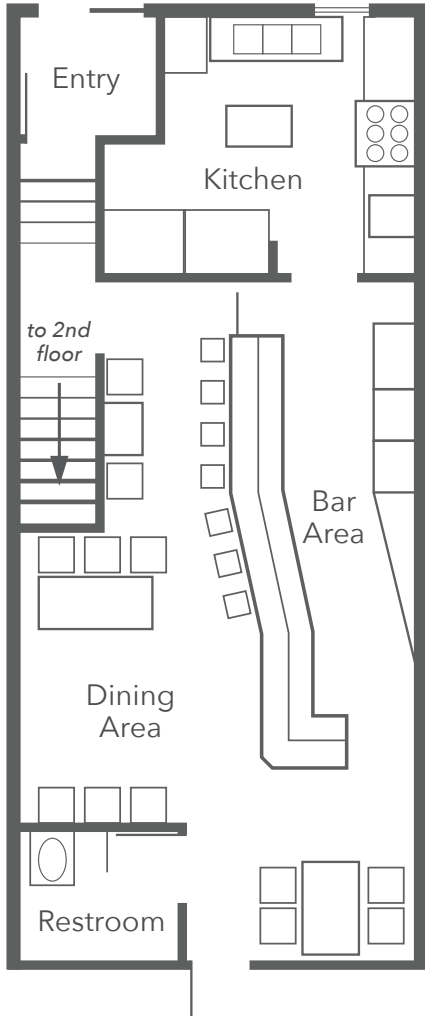 Entry
Kitchen
to 2nd
floor
Bar
Area
Dining
Area
Restroom